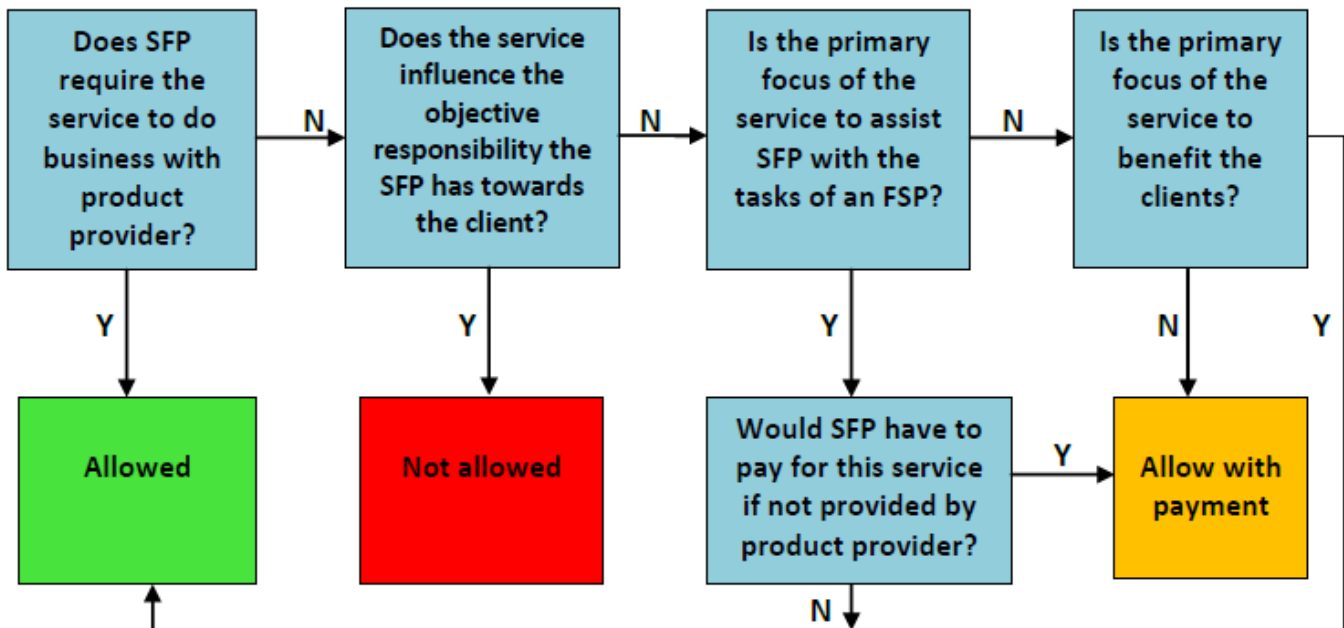 Does SFP
require the
service to do
business with
product
provider?
N
Does the service
influence the
objective
responsibility the
SFP has towards
the client?
N
Is the primary
focus of the
service to assist
SFP with the
tasks of an FSP?
N
Is the primary
focus of the
service to
benefit the
clients?
Y
Y
Y
N
Y
Allowed
Not allowed
Would SFP have to
pay for this service
if not provided by
product provider?
Y
Allow with
payment
N